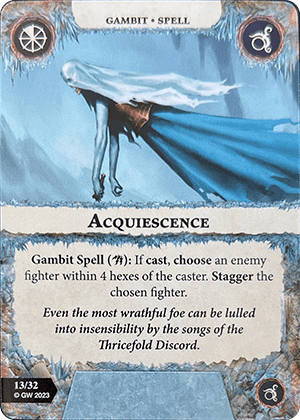 GAMBIT • SPELL
ACQUIESCENCE
Gambit Spell (): If cast, choose an enemy
fighter within 4 hexes of the caster. Stagger the
chosen fighter.
Even the most wrathful foe can be lulled
into insensibility by the songs of the
Thricefold Discord.
13/32
© GW 2023